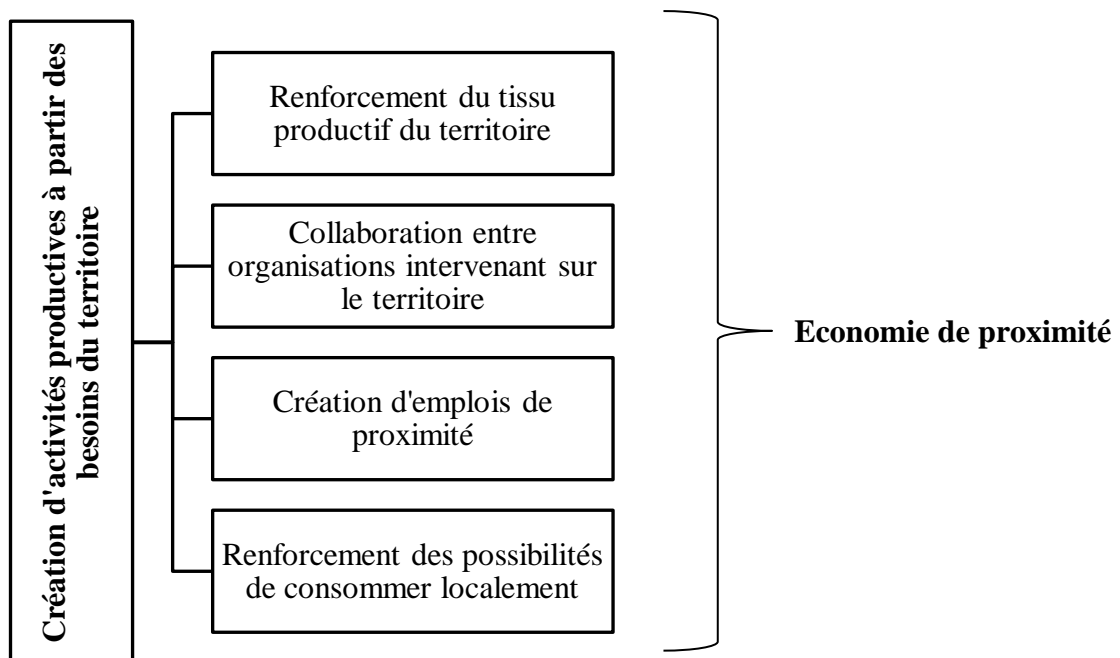 Création d'activités productives à partir des
besoins du territoire
Renforcement du tissu
productif du territoire
Collaboration entre
organisations intervenant sur
le territoire
Création d'emplois de
proximité
Renforcement des possibilités
de consommer localement
Economie de proximité